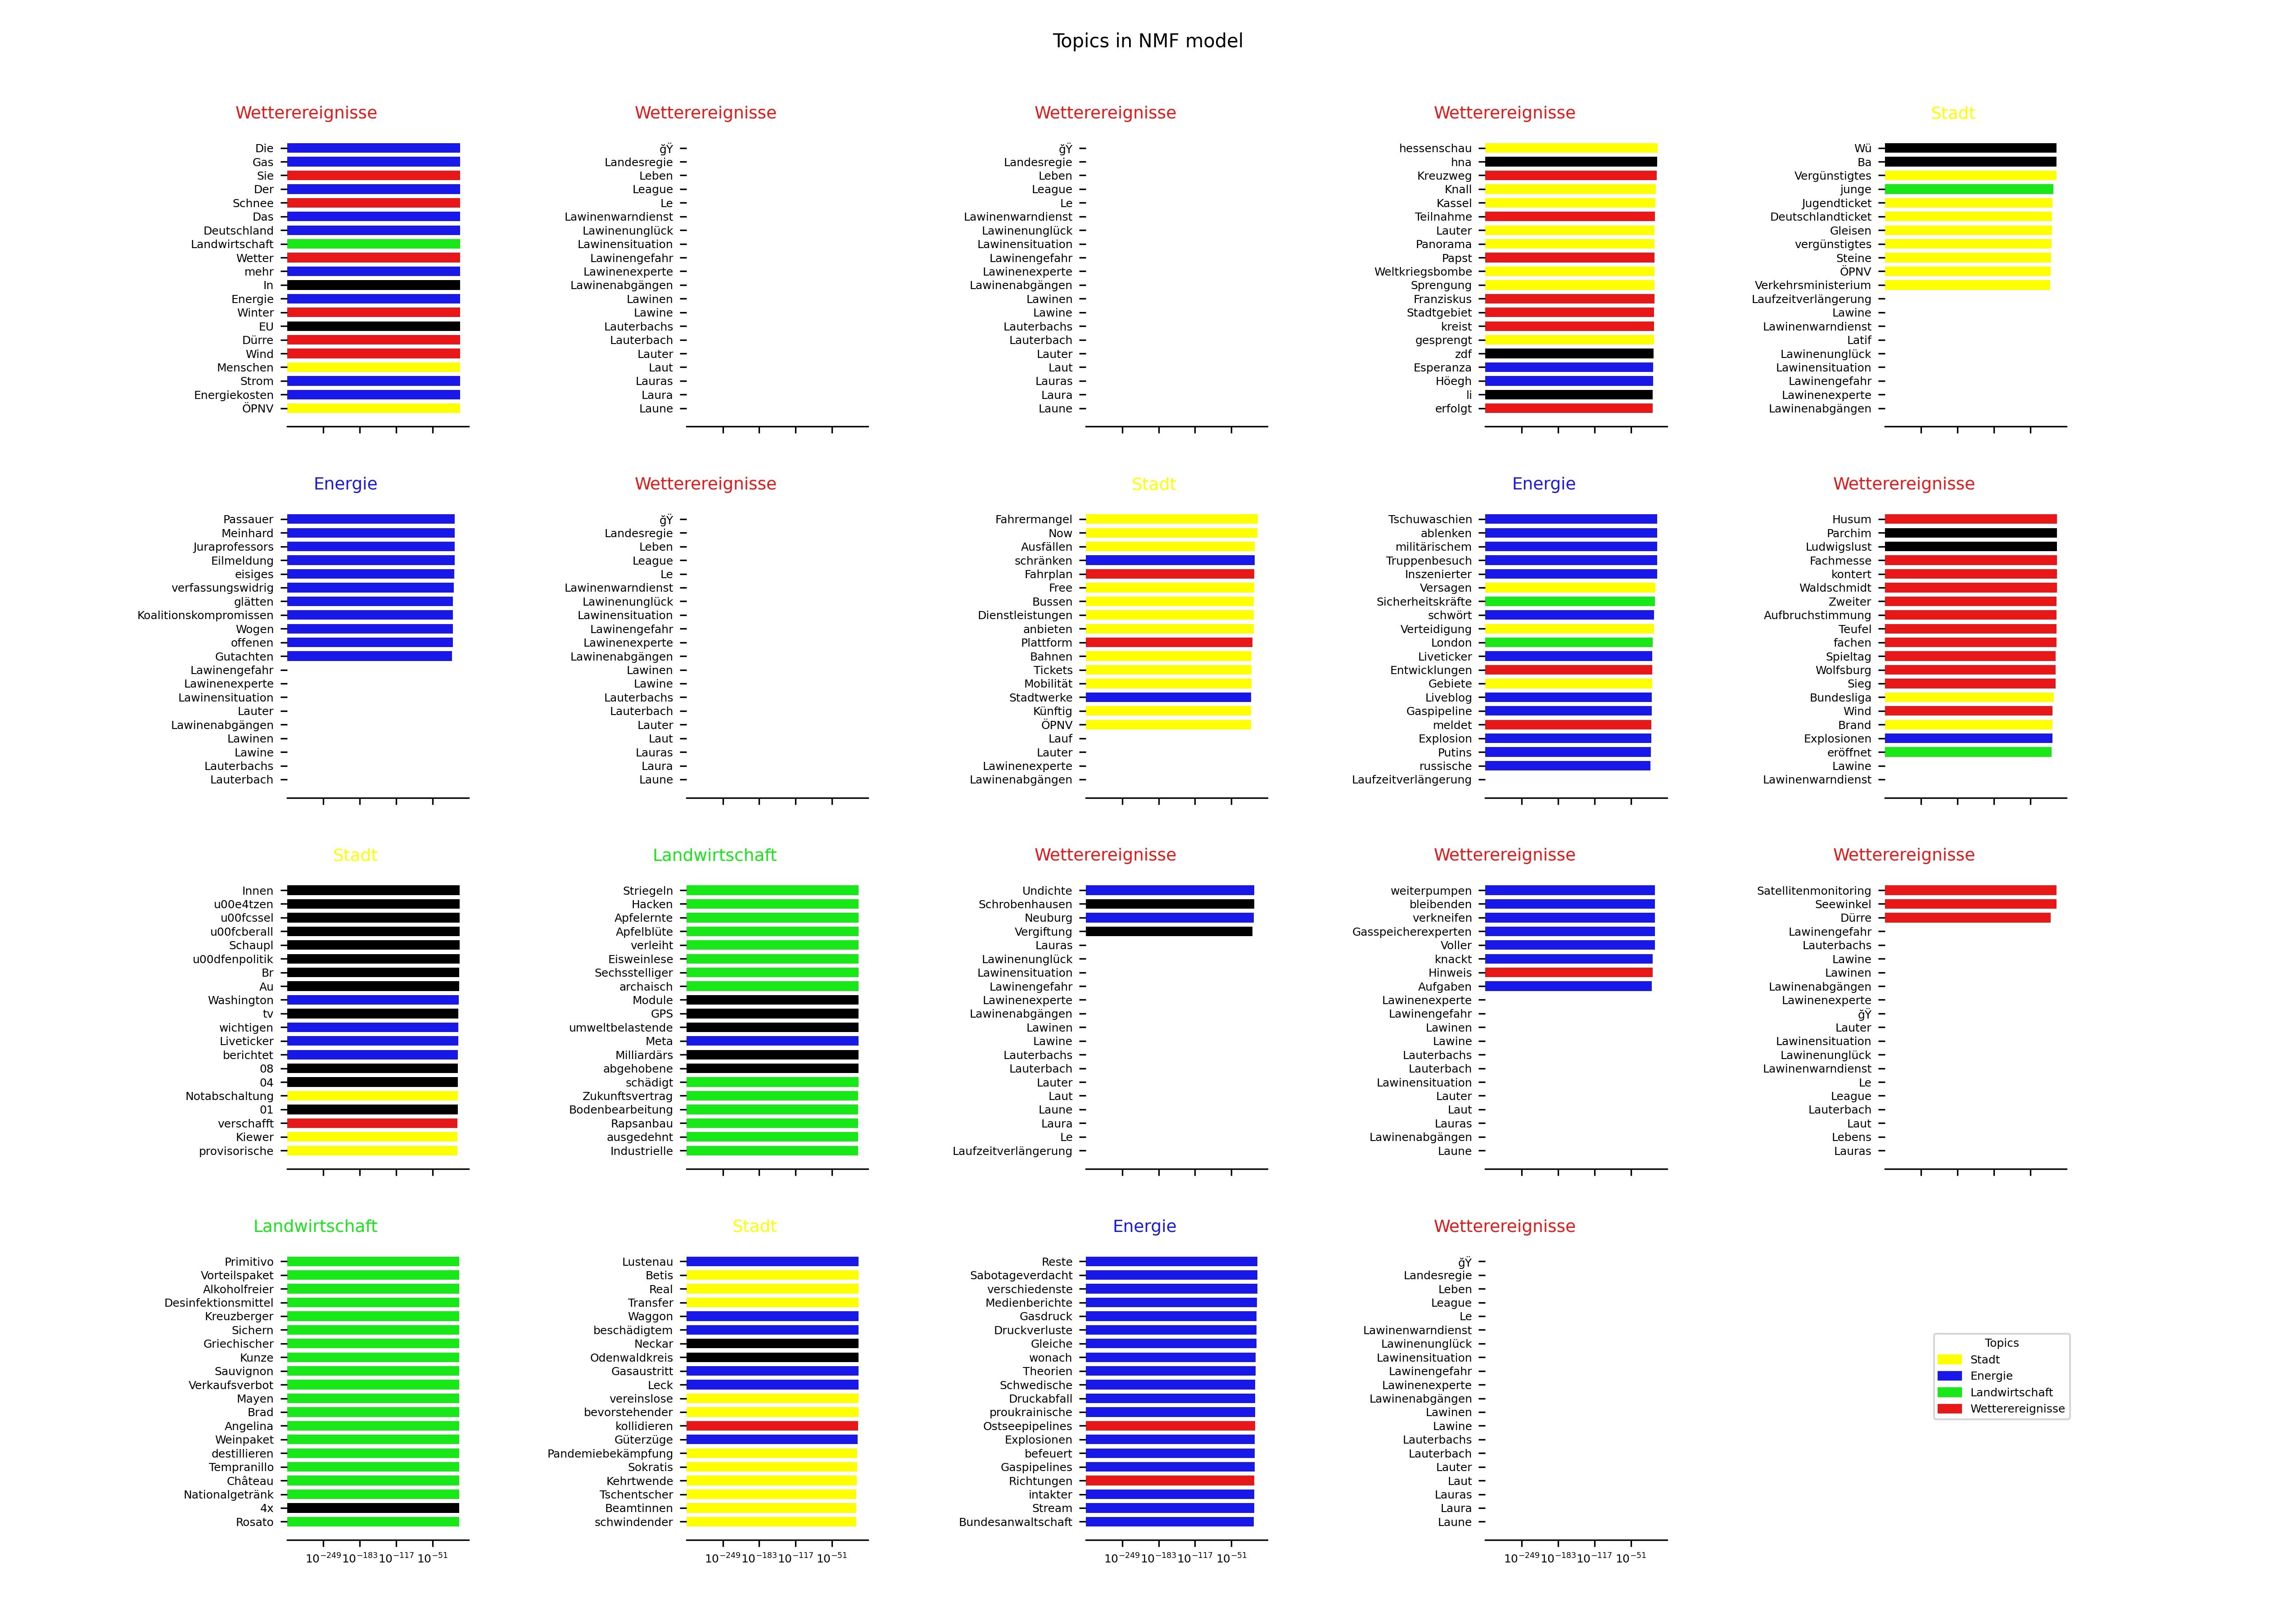 Topics in NMF model
Wetterereignisse
Die
Gas
Sie
Der
Schnee
Das
Deutschland
Landwirtschaft
Wetter
mehr
In
Energie
Winter
EU
Dürre
Wind
Menschen
Strom
Energiekosten
ÖPNV
Wetterereignisse
ğŸ
Landesregie
Leben
League
Le
Lawinenwarndienst
Lawinenunglück
Lawinensituation
Lawinengefahr
Lawinenexperte
Lawinenabgängen
Lawinen
Lawine
Lauterbachs
Lauterbach
Lauter
Laut
Lauras
Laura
Laune
Wetterereignisse
ğŸ
Landesregie
Leben
League
Le
Lawinenwarndienst
Lawinenunglück
Lawinensituation
Lawinengefahr
Lawinenexperte
Lawinenabgängen
Lawinen
Lawine
Lauterbachs
Lauterbach
Lauter
Laut
Lauras
Laura
Laune
Wetterereignisse
hessenschau
hna
Kreuzweg
Knall
Kassel
Teilnahme
Lauter
Panorama
Papst
Weltkriegsbombe
Sprengung
Franziskus
Stadtgebiet
kreist
gesprengt
zdf
Esperanza
Höegh
li
erfolgt
Stadt
Wü
Ba
Vergünstigtes
junge
Jugendticket
Deutschlandticket
Gleisen
vergünstigtes
Steine
ÖPNV
Verkehrsministerium
Laufzeitverlängerung
Lawine
Lawinenwarndienst
Latif
Lawinenunglück
Lawinensituation
Lawinengefahr
Lawinenexperte
Lawinenabgängen
Energie
Passauer
Meinhard
Juraprofessors
Eilmeldung
eisiges
verfassungswidrig
glätten
Koalitionskompromissen
Wogen
offenen
Gutachten
Lawinengefahr
Lawinenexperte
Lawinensituation
Lauter
Lawinenabgängen
Lawinen
Lawine
Lauterbachs
Lauterbach
Wetterereignisse
ğŸ
Landesregie
Leben
League
Le
Lawinenwarndienst
Lawinenunglück
Lawinensituation
Lawinengefahr
Lawinenexperte
Lawinenabgängen
Lawinen
Lawine
Lauterbachs
Lauterbach
Lauter
Laut
Lauras
Laura
Laune
Stadt
Fahrermangel
Now
Ausfällen
schränken
Fahrplan
Free
Bussen
Dienstleistungen
anbieten
Plattform
Bahnen
Tickets
Mobilität
Stadtwerke
Künftig
ÖPNV
Lauf
Lauter
Lawinenexperte
Lawinenabgängen
Energie
Tschuwaschien
ablenken
militärischem
Truppenbesuch
Inszenierter
Versagen
Sicherheitskräfte
schwört
Verteidigung
London
Liveticker
Entwicklungen
Gebiete
Liveblog
Gaspipeline
meldet
Explosion
Putins
russische
Laufzeitverlängerung
Wetterereignisse
Husum
Parchim
Ludwigslust
Fachmesse
kontert
Waldschmidt
Zweiter
Aufbruchstimmung
Teufel
fachen
Spieltag
Wolfsburg
Sieg
Bundesliga
Wind
Brand
Explosionen
eröffnet
Lawine
Lawinenwarndienst
Stadt
Innen
u00e4tzen
u00fcssel
u00fcberall
Schaupl
u00dfenpolitik
Br
Au
Washington
tv
wichtigen
Liveticker
berichtet
08
04
Notabschaltung
01
verschafft
Kiewer
provisorische
Landwirtschaft
Striegeln
Hacken
Apfelernte
Apfelblüte
verleiht
Eisweinlese
Sechsstelliger
archaisch
Module
GPS
umweltbelastende
Meta
Milliardärs
abgehobene
schädigt
Zukunftsvertrag
Bodenbearbeitung
Rapsanbau
ausgedehnt
Industrielle
Wetterereignisse
Undichte
Schrobenhausen
Neuburg
Vergiftung
Lauras
Lawinenunglück
Lawinensituation
Lawinengefahr
Lawinenexperte
Lawinenabgängen
Lawinen
Lawine
Lauterbachs
Lauterbach
Lauter
Laut
Laune
Laura
Le
Laufzeitverlängerung
Wetterereignisse
weiterpumpen
bleibenden
verkneifen
Gasspeicherexperten
Voller
knackt
Hinweis
Aufgaben
Lawinenexperte
Lawinengefahr
Lawinen
Lawine
Lauterbachs
Lauterbach
Lawinensituation
Lauter
Laut
Lauras
Lawinenabgängen
Laune
Wetterereignisse
Satellitenmonitoring
Seewinkel
Dürre
Lawinengefahr
Lauterbachs
Lawine
Lawinen
Lawinenabgängen
Lawinenexperte
ğŸ
Lauter
Lawinensituation
Lawinenunglück
Lawinenwarndienst
Le
League
Lauterbach
Laut
Lebens
Lauras
Landwirtschaft
Primitivo
Vorteilspaket
Alkoholfreier
Desinfektionsmittel
Kreuzberger
Sichern
Griechischer
Kunze
Sauvignon
Verkaufsverbot
Mayen
Brad
Angelina
Weinpaket
destillieren
Tempranillo
Château
Nationalgetränk
4x
Rosato
10⁻²⁴⁹ 10⁻¹⁸³ 10⁻¹¹⁷ 10⁻⁵¹
Stadt
Lustenau
Betis
Real
Transfer
Waggon
beschädigtem
Neckar
Odenwaldkreis
Gasaustritt
Leck
vereinslose
bevorstehender
kollidieren
Güterzüge
Pandemiebekämpfung
Sokratis
Kehrtwende
Tschentscher
Beamtinnen
schwindender
10⁻²⁴⁹ 10⁻¹⁸³ 10⁻¹¹⁷ 10⁻⁵¹
Energie
Reste
Sabotageverdacht
verschiedenste
Medienberichte
Gasdruck
Druckverluste
Gleiche
wonach
Theorien
Schwedische
Druckabfall
proukrainische
Ostseepipelines
Explosionen
befeuert
Gaspipelines
Richtungen
intakter
Stream
Bundesanwaltschaft
10⁻²⁴⁹ 10⁻¹⁸³ 10⁻¹¹⁷ 10⁻⁵¹
Wetterereignisse
ğŸ
Landesregie
Leben
League
Le
Lawinenwarndienst
Lawinenunglück
Lawinensituation
Lawinengefahr
Lawinenexperte
Lawinenabgängen
Lawinen
Lawine
Lauterbachs
Lauterbach
Lauter
Laut
Lauras
Laura
Laune
10⁻²⁴⁹ 10⁻¹⁸³ 10⁻¹¹⁷ 10⁻⁵¹
Topics
Stadt
Energie
Landwirtschaft
Wetterereignisse